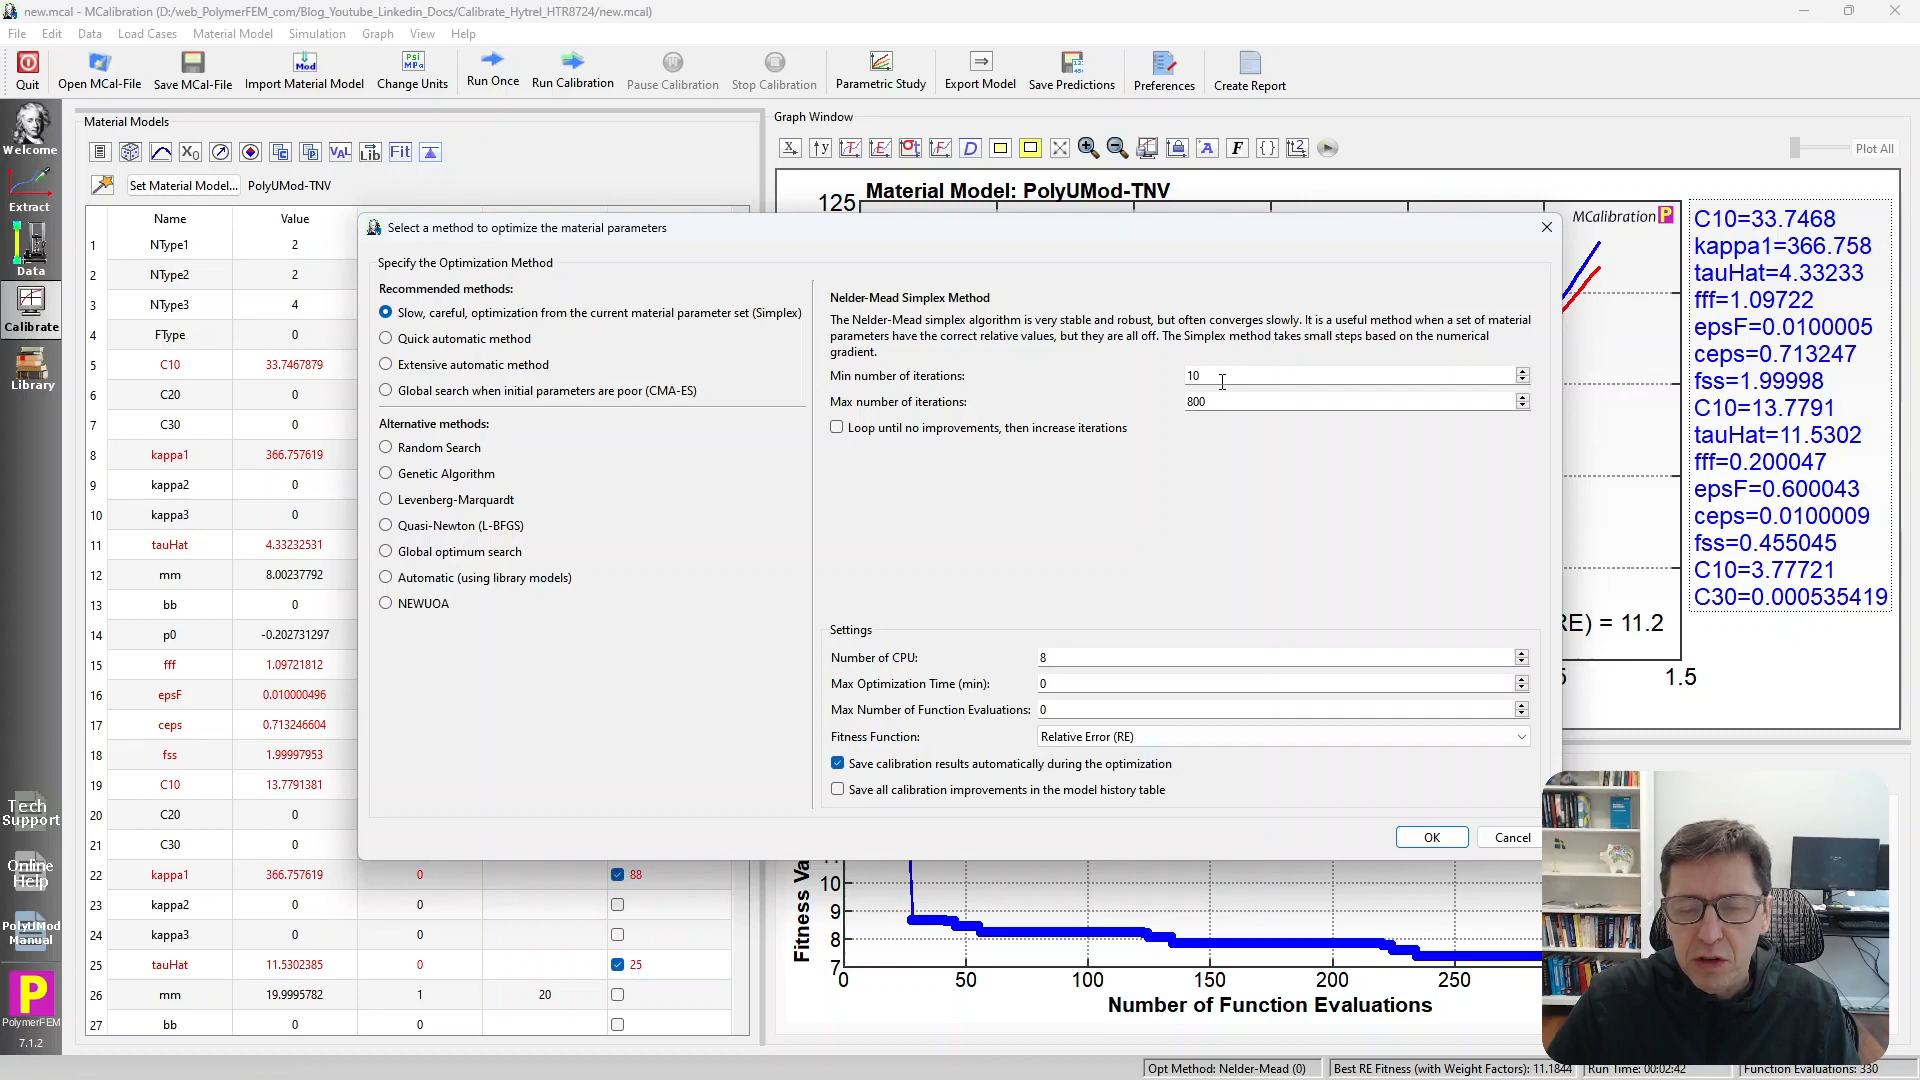 new.mcal - MCalibration (D:/web_PolymerFEM_com/Blog_Youtube_Linkedin_Docs/Calibrate_Hytrel_HTR8724/new.mcal)
File Edit Data Load Cases Material Model Simulation Graph View Help
Quit Open MCal-File Save MCal-File Import Material Model Change Units Run Once Run Calibration Pause Calibration Stop Calibration Parametric Study Export Model Save Predictions Preferences Create Report
Welcome
Extract
Data
Calibrate
Library
Tech Support
Online Help
PolyUMod Manual
PolymerFEM
7.1.2
Material Models
Set Material Model... PolyUMod-TNV
Name Value
1 NType1 2
2 NType2 2
3 NType3 4
4 FType 0
5 C10 33.7467879
6 C20 0
7 C30 0
8 kappa1 366.757619
9 kappa2 0
10 kappa3 0
11 tauHat 4.33232531
12 mm 8.00237792
13 bb 0
14 p0 -0.202731297
15 fff 1.09721812
16 epsF 0.010000496
17 ceps 0.713246604
18 fss 1.99997953
19 C10 13.7791381
20 C20 0
21 C30 0
22 kappa1 366.757619 0 88
23 kappa2 0 0
24 kappa3 0 0
25 tauHat 11.5302385 0 25
26 mm 19.9995782 1 20
27 bb 0 0
Graph Window
Plot All
Material Model: PolyUMod-TNV
125
MCalibration
C10=33.7468
kappa1=366.758
tauHat=4.33233
fff=1.09722
epsF=0.0100005
ceps=0.713247
fss=1.99998
C10=13.7791
tauHat=11.5302
fff=0.200047
epsF=0.600043
ceps=0.0100009
fss=0.455045
C10=3.77721
C30=0.000535419
RE) = 11.2
1.5
Select a method to optimize the material parameters
Specify the Optimization Method
Recommended methods:
Slow, careful, optimization from the current material parameter set (Simplex)
Quick automatic method
Extensive automatic method
Global search when initial parameters are poor (CMA-ES)
Alternative methods:
Random Search
Genetic Algorithm
Levenberg-Marquardt
Quasi-Newton (L-BFGS)
Global optimum search
Automatic (using library models)
NEWUOA
Nelder-Mead Simplex Method
The Nelder-Mead simplex algorithm is very stable and robust, but often converges slowly. It is a useful method when a set of material
parameters have the correct relative values, but they are all off. The Simplex method takes small steps based on the numerical
gradient.
Min number of iterations: 10
Max number of iterations: 800
Loop until no improvements, then increase iterations
Settings
Number of CPU: 8
Max Optimization Time (min): 0
Max Number of Function Evaluations: 0
Fitness Function: Relative Error (RE)
Save calibration results automatically during the optimization
Save all calibration improvements in the model history table
OK Cancel
Fitness Va
10
9
8
7
0 50 100 150 200 250
Number of Function Evaluations
Opt Method: Nelder-Mead (0) Best RE Fitness (with Weight Factors): 11.1844 Run Time: 00:02:42 Function Evaluations: 330